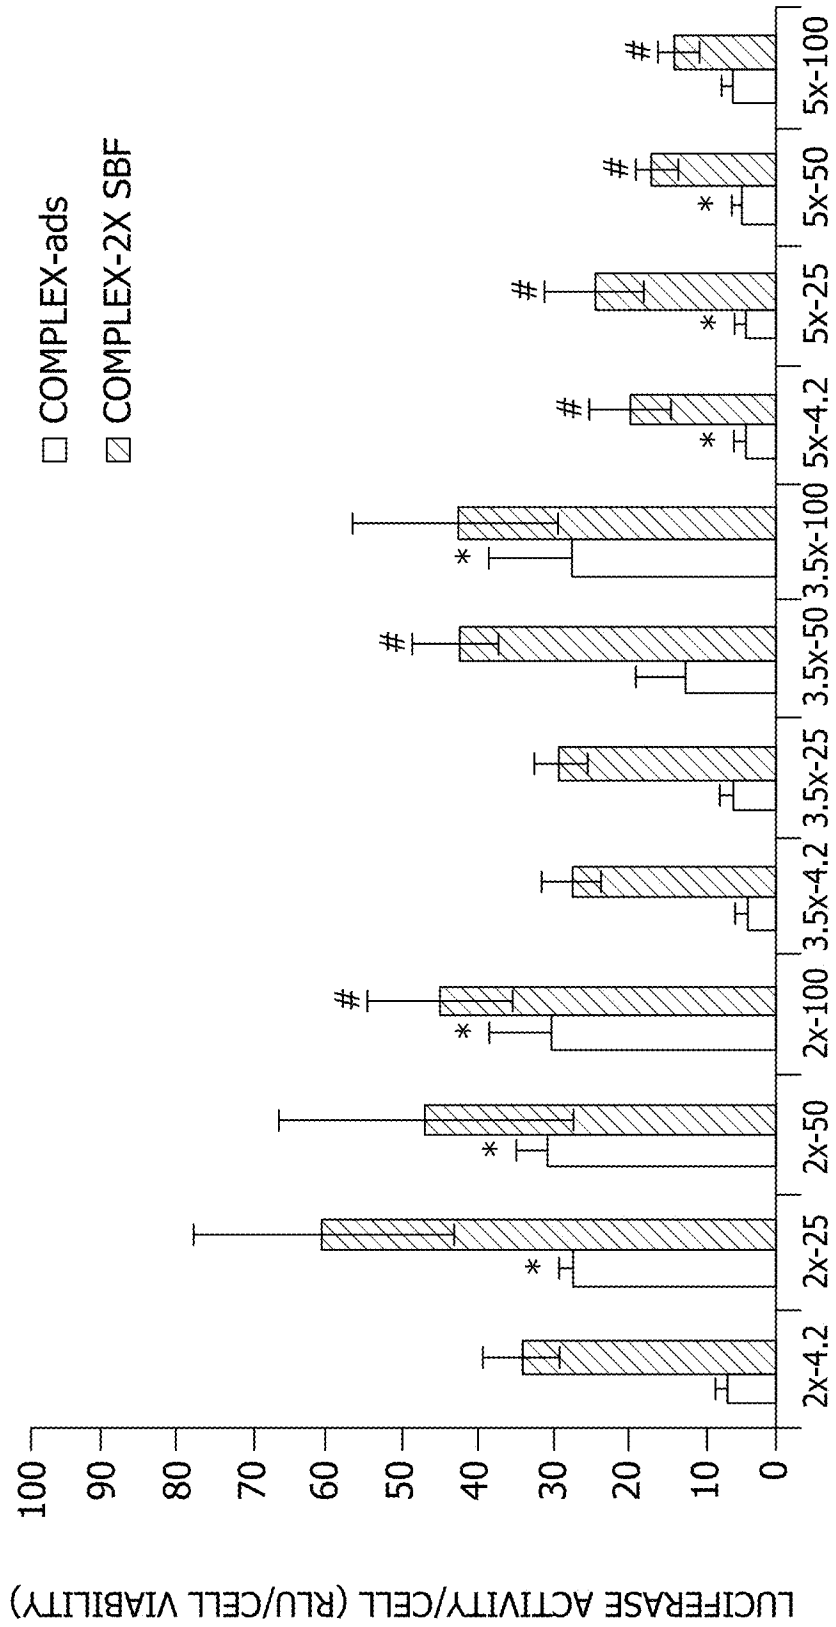 COMPLEX-ads
COMPLEX-2X SBF
LUCIFERASE ACTIVITY/CELL (RLU/CELL VIABILITY)
100
90
80
70
60
50
40
30
20
10
0
*
*
*
#
#
*
*
#
*
#
*
#
#
2x-4.2
2x-25
2x-50
2x-100
3.5x-4.2
3.5x-25
3.5x-50
3.5x-100
5x-4.2
5x-25
5x-50
5x-100